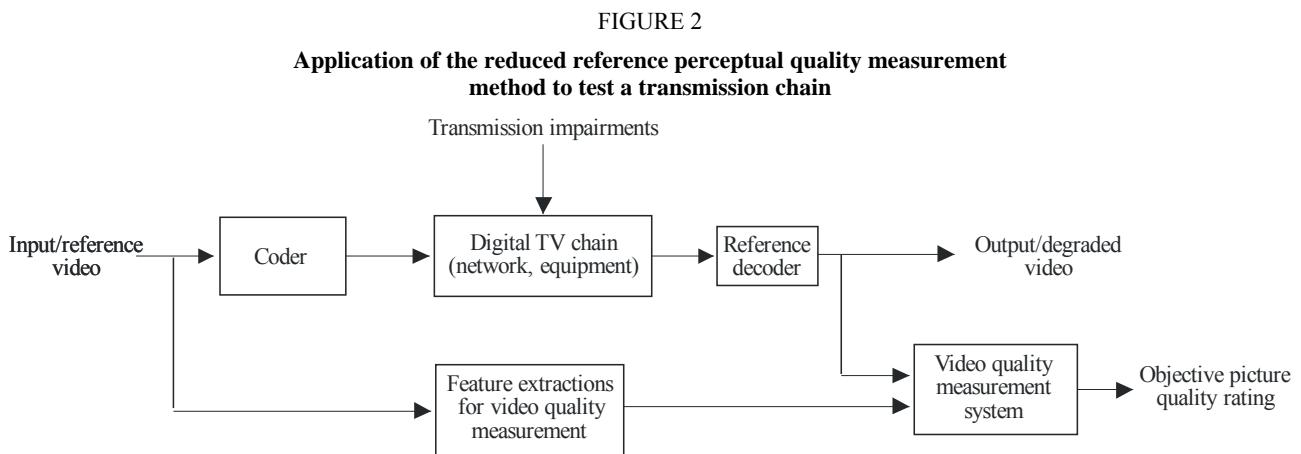 FIGURE 2
Application of the reduced reference perceptual quality measurement
method to test a transmission chain
Transmission impairments
Input/reference
video
Coder
Digital TV chain
(network, equipment)
Reference
decoder
Output/degraded
video
Feature extractions
for video quality
measurement
Video quality
measurement
system
Objective picture
quality rating